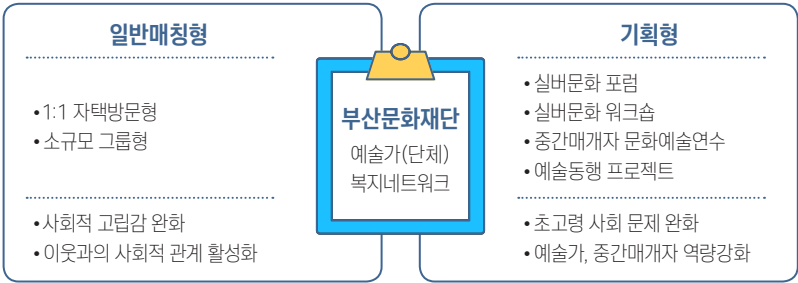 일반매칭형
•1:1 자택방문형
•소규모 그룹형
•사회적 고립감 완화
•이웃과의 사회적 관계 활성화
부산문화재단
예술가(단체)
복지네트워크
기획형
•실버문화 포럼
•실버문화 워크숍
•중간매개자 문화예술연수
•예술동행 프로젝트
•초고령 사회 문제 완화
•예술가, 중간매개자 역량강화